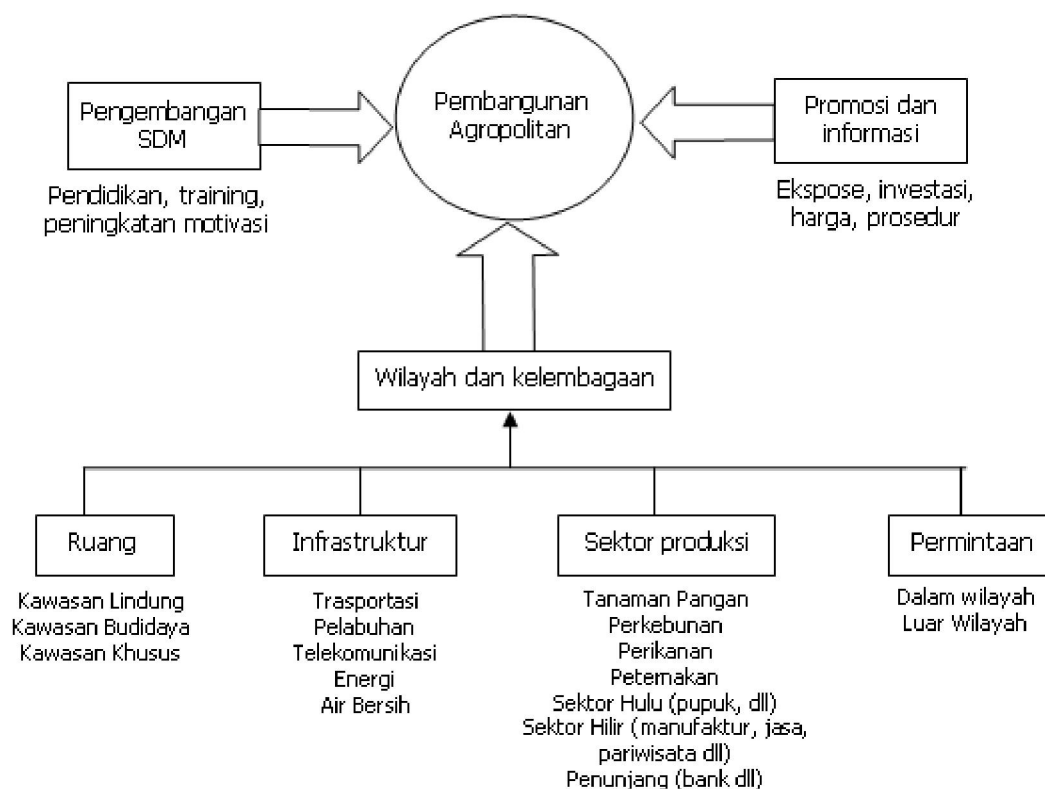 Pembangunan
Agropolitan
Pengembangan
SDM
Pendidikan, training,
peningkatan motivasi
Promosi dan
informasi
Ekspose, investasi,
harga, prosedur
Wilayah dan kelembagaan
Ruang
Kawasan Lindung
Kawasan Budidaya
Kawasan Khusus
Infrastruktur
Trasportasi
Pelabuhan
Telekomunikasi
Energi
Air Bersih
Sektor produksi
Tanaman Pangan
Perkebunan
Perikanan
Peternakan
Sektor Hulu (pupuk, dll)
Sektor Hilir (manufaktur, jasa,
pariwisata dll)
Penunjang (bank dll)
Permintaan
Dalam wilayah
Luar Wilayah